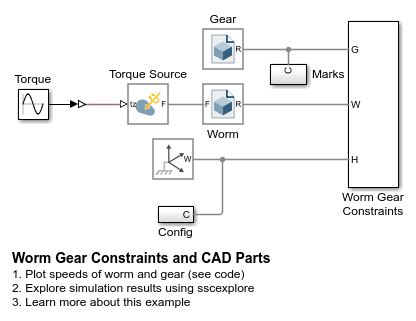 Gear
R
G
C
Marks
Torque
Torque Source
tz
F
F
R
W
Worm
W
H
C
Config
Worm Gear
Constraints
Worm Gear Constraints and CAD Parts
1. Plot speeds of worm and gear (see code)
2. Explore simulation results using sscexplore
3. Learn more about this example